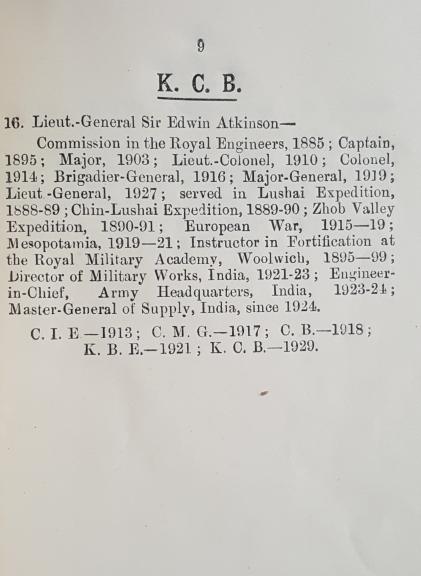 9
K. C. B.
16. Lieut.-General Sir Edwin Atkinson—
Commission in the Royal Engineers, 1885; Captain,
1895; Major, 1903; Lieut.-Colonel, 1910; Colonel,
1914; Brigadier-General, 1916; Major-General, 1919;
Lieut.-General, 1927; served in Lushai Expedition,
1888-89; Chin-Lushai Expedition, 1889-90; Zhob Valley
Expedition, 1890-91; European War, 1915—19;
Mesopotamia, 1919—21; Instructor in Fortification at
the Royal Military Academy, Woolwich, 1895—99;
Director of Military Works, India, 1921-23; Engineer-
in-Chief, Army Headquarters, India, 1923-24;
Master-General of Supply, India, since 1924.
C. I. E.—1913; C. M. G.—1917; C. B.—1918;
K. B. E.—1921; K. C. B.—1929.